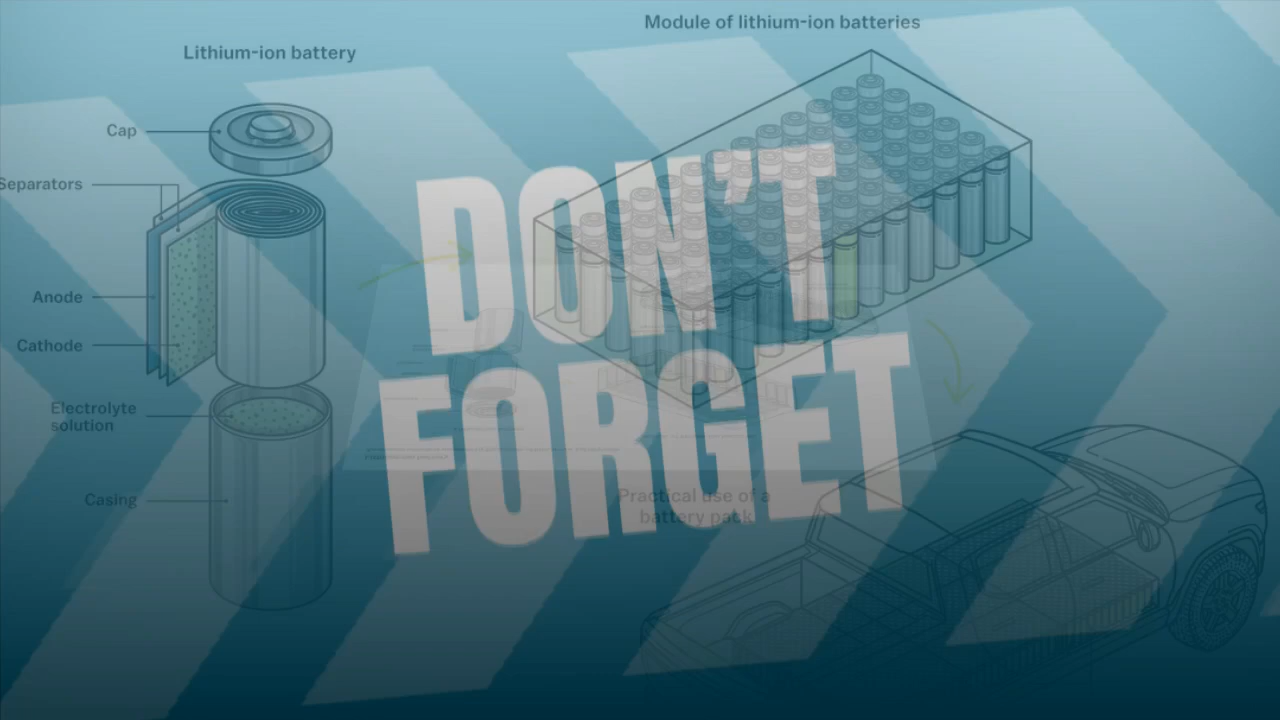 Module of lithium-ion batteries
Lithium-ion battery
Cap
Separators
Anode
Cathode
Electrolyte
solution
Casing
DON'T
FORGET
Practical use of a
battery pack